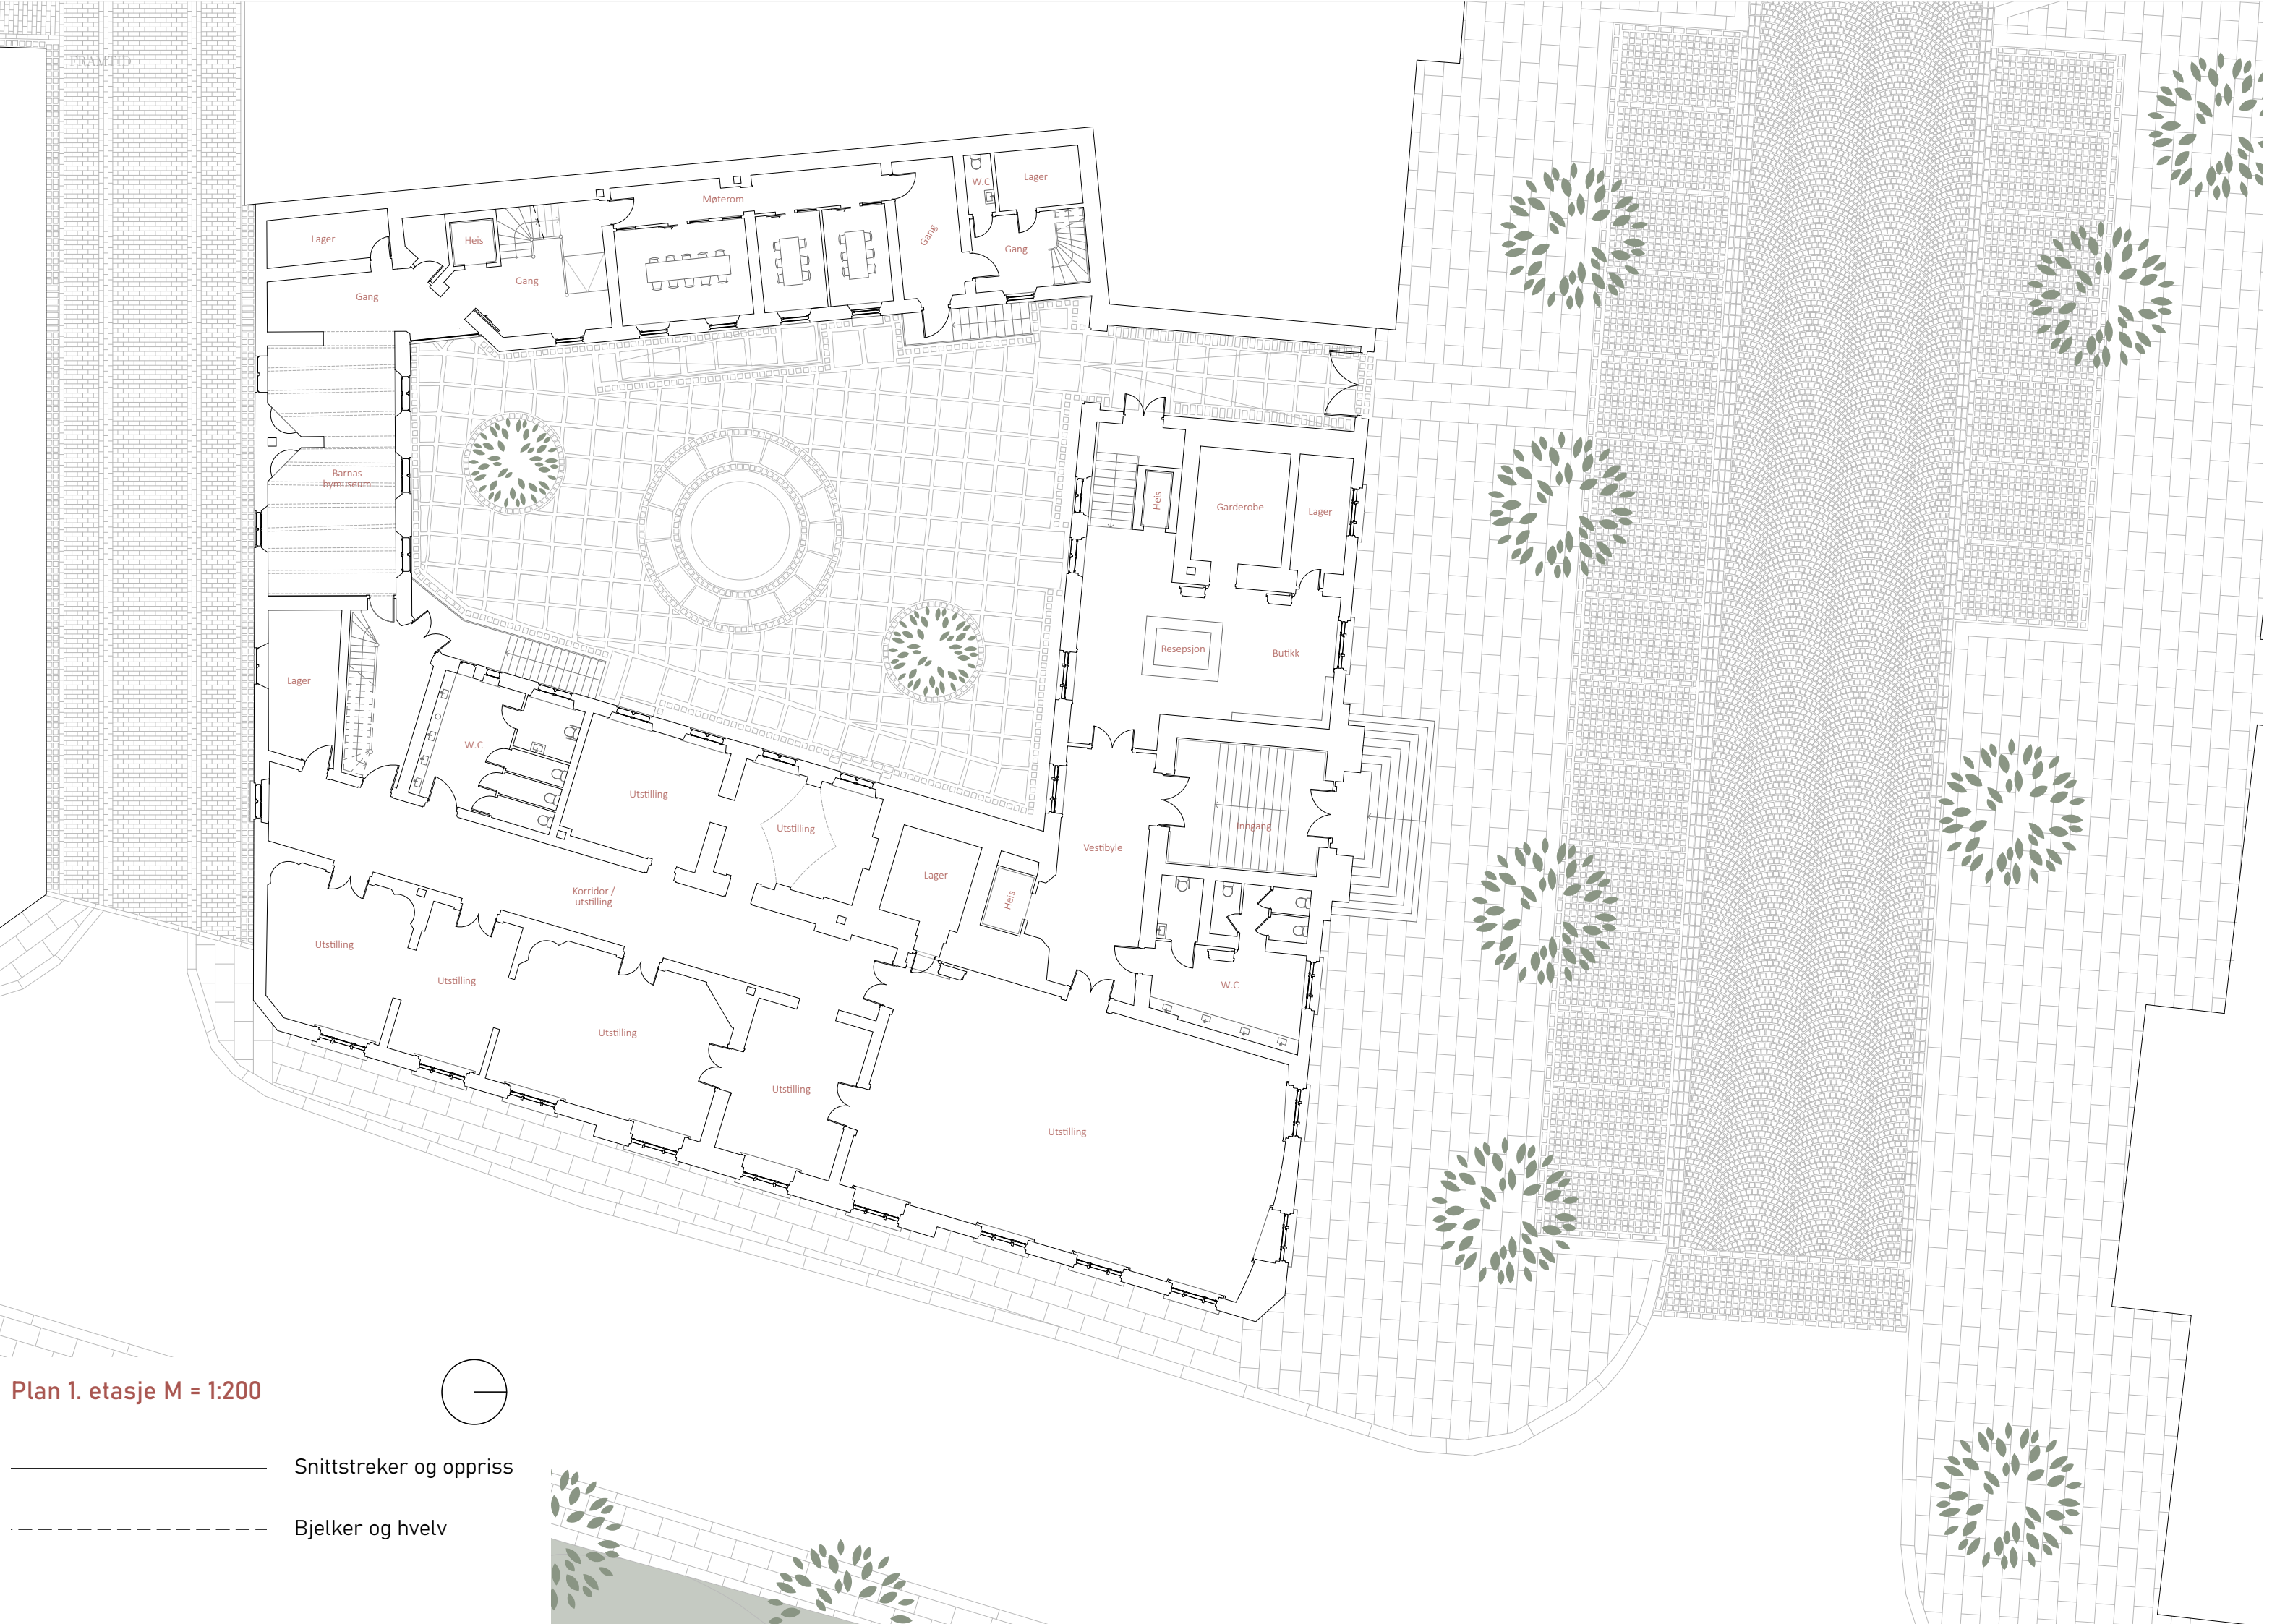 FRAMTID
W.C
Lager
Møterom
Lager
Heis
Gang
Gang
Gang
Gang
Barnas
bymuseum
Heis
Garderobe
Lager
Resepsjon
Butikk
Lager
W.C
Utstilling
Utstilling
Inngang
Vestibyle
Lager
Heis
Korridor /
utstilling
Utstilling
Utstilling
W.C
Utstilling
Utstilling
Utstilling
Plan 1. etasje M = 1:200
Snittstreker og oppriss
Bjelker og hvelv